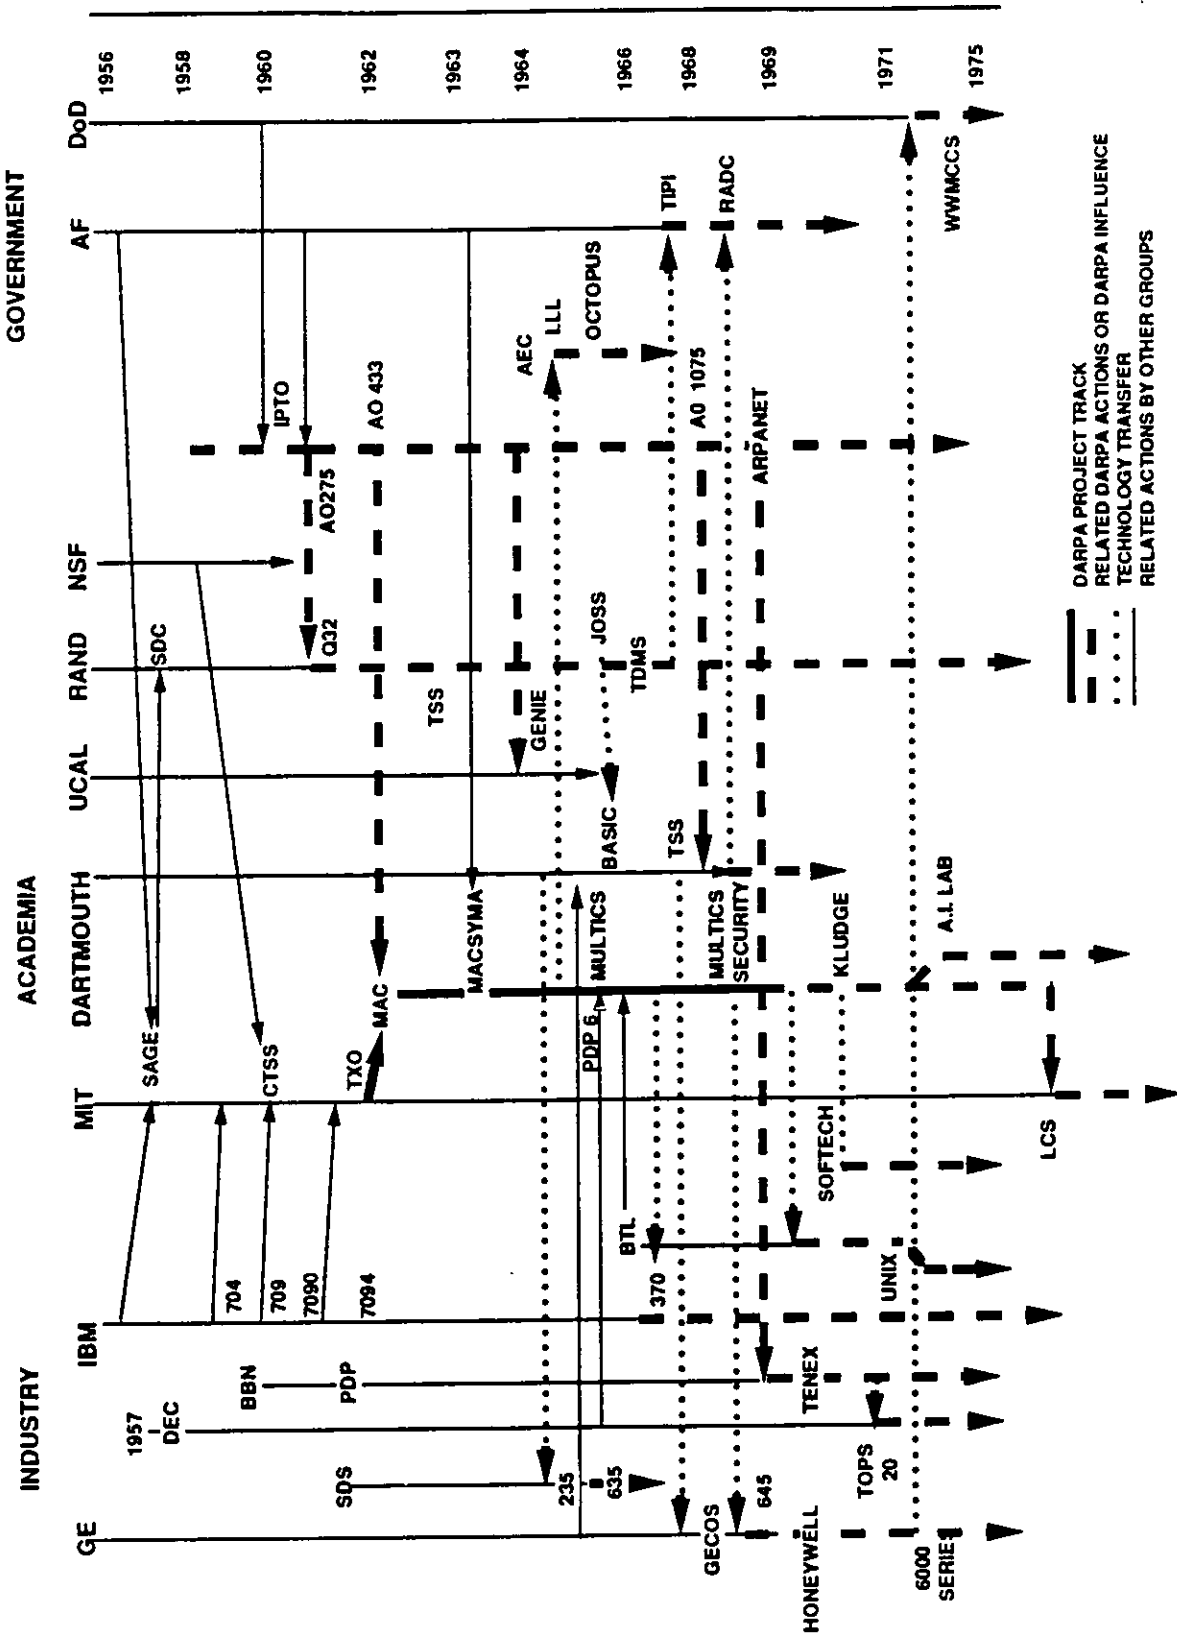 INDUSTRY
ACADEMIA
GOVERNMENT
GE
SDS
1957
DEC
BBN
IBM
MIT
DARTMOUTH
UCAL
RAND
NSF
AF
DoD
1956
1958
1960
1962
1963
1964
1966
1968
1969
1971
1975
SAGE
SDC
704
709
7090
7094
PDP
CTSS
TXO
MAC
IPTO
AO275
Q32
AO 433
TSS
MACSYMA
GENIE
AEC
LLL
OCTOPUS
235
635
PDP 6
MULTICS
BASIC
JOSS
TDMS
TIPI
BTL
370
TSS
AO 1075
RADC
GECOS
645
MULTICS
SECURITY
ARPANET
HONEYWELL
TENEX
SOFTECH
KLUDGE
TOPS
20
UNIX
6000
SERIES
A.I. LAB
WWMCCS
LCS
DARPA PROJECT TRACK
RELATED DARPA ACTIONS OR DARPA INFLUENCE
TECHNOLOGY TRANSFER
RELATED ACTIONS BY OTHER GROUPS